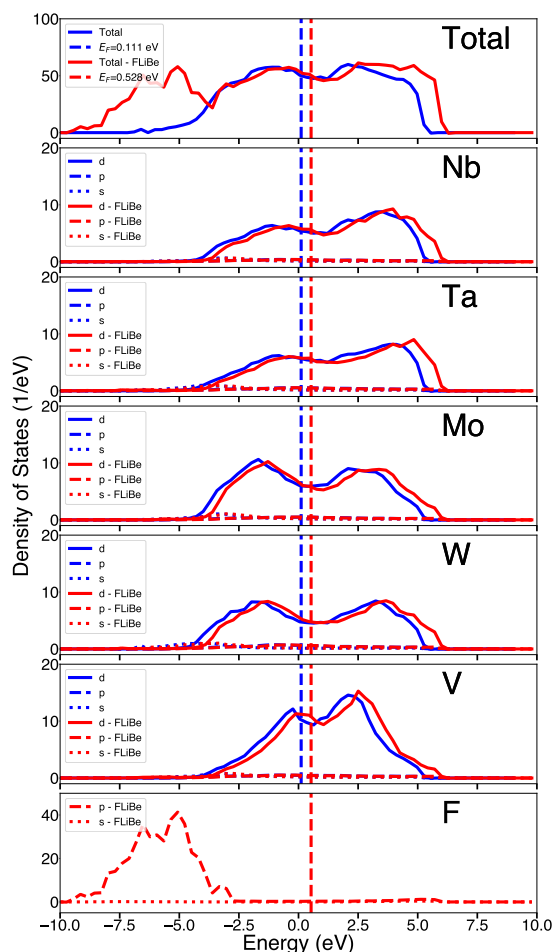 Total
100
50
0
Total
E_F=0.111 eV
Total - FLiBe
E_F=0.528 eV
Nb
20
10
0
d
p
s
d - FLiBe
p - FLiBe
s - FLiBe
Ta
20
10
0
d
p
s
d - FLiBe
p - FLiBe
s - FLiBe
Density of States (1/eV)
Mo
20
10
0
d
p
s
d - FLiBe
p - FLiBe
s - FLiBe
W
20
10
0
d
p
s
d - FLiBe
p - FLiBe
s - FLiBe
V
20
10
0
d
p
s
d - FLiBe
p - FLiBe
s - FLiBe
F
40
20
0
p - FLiBe
s - FLiBe
−10.0 −7.5 −5.0 −2.5 0.0 2.5 5.0 7.5 10.0
Energy (eV)